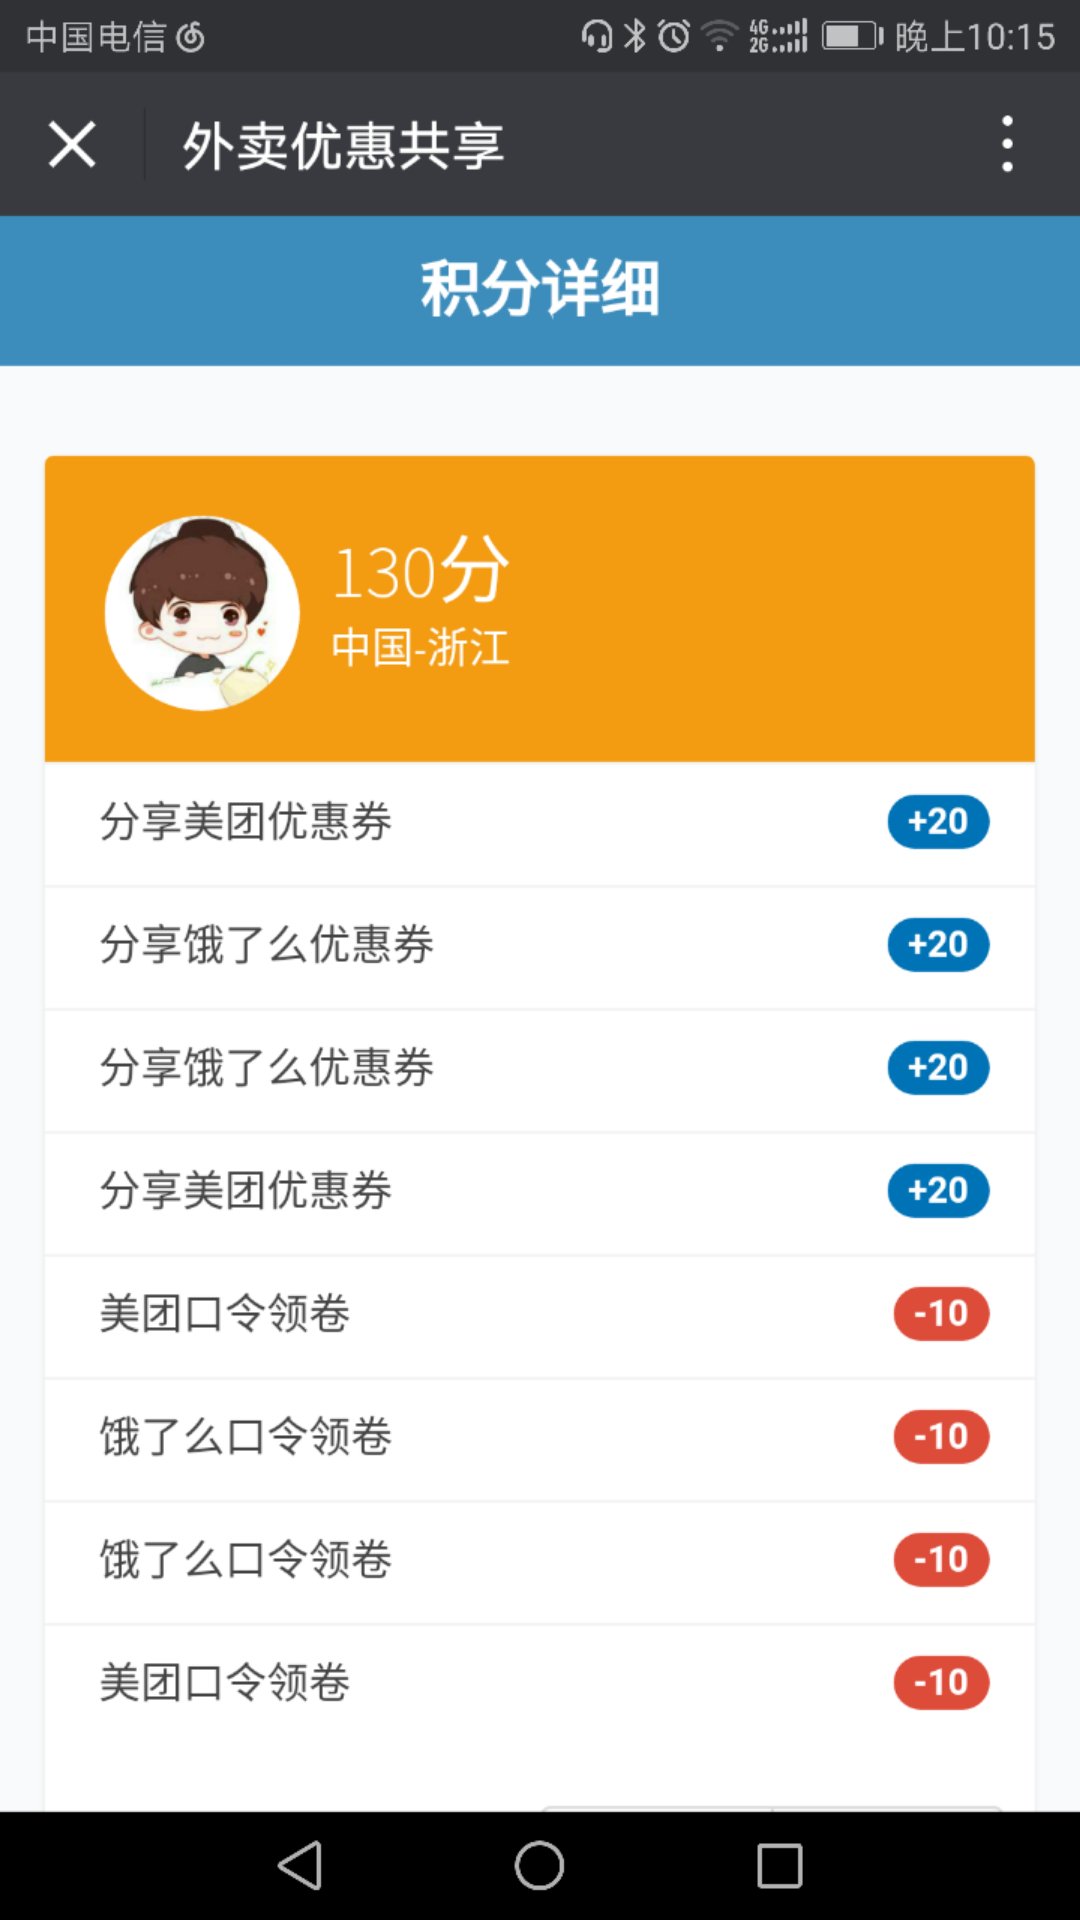 中国电信 4G 2G 晚上10:15
外卖优惠共享
积分详细
130分
中国-浙江
分享美团优惠券 +20
分享饿了么优惠券 +20
分享饿了么优惠券 +20
分享美团优惠券 +20
美团口令领卷 -10
饿了么口令领卷 -10
饿了么口令领卷 -10
美团口令领卷 -10